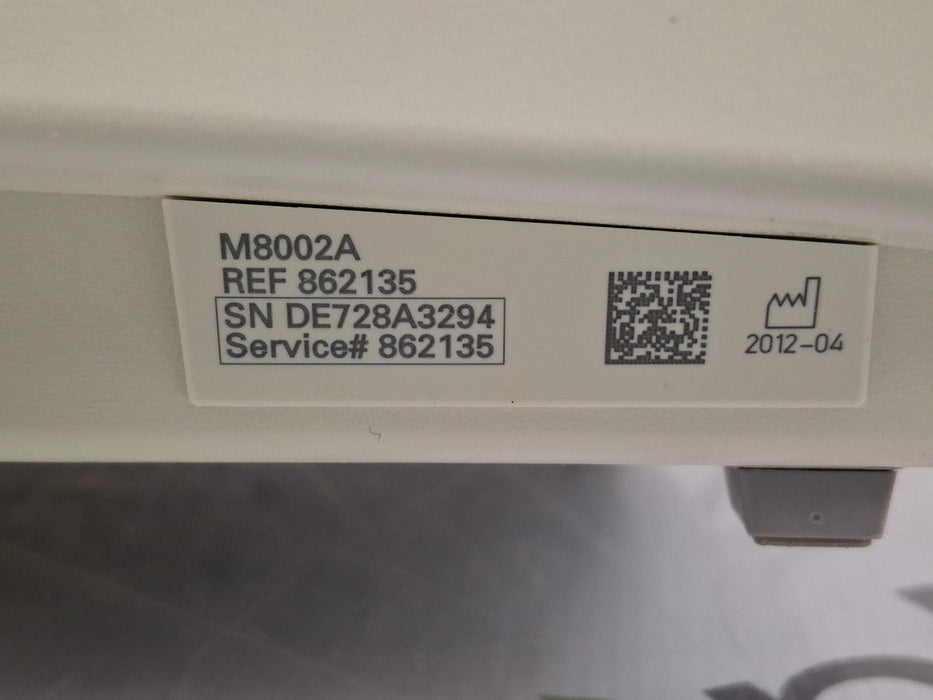 M8002A
REF 862135
SN DE728A3294
Service# 862135
2012-04